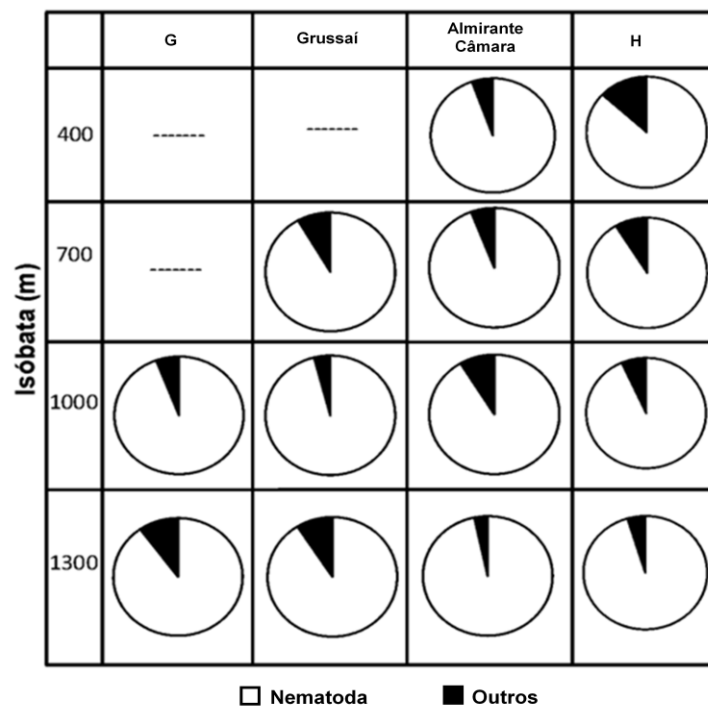 G Grussaí Almirante Câmara H
400 ------- -------
700 -------
1000
1300
Isóbata (m)
Nematoda Outros